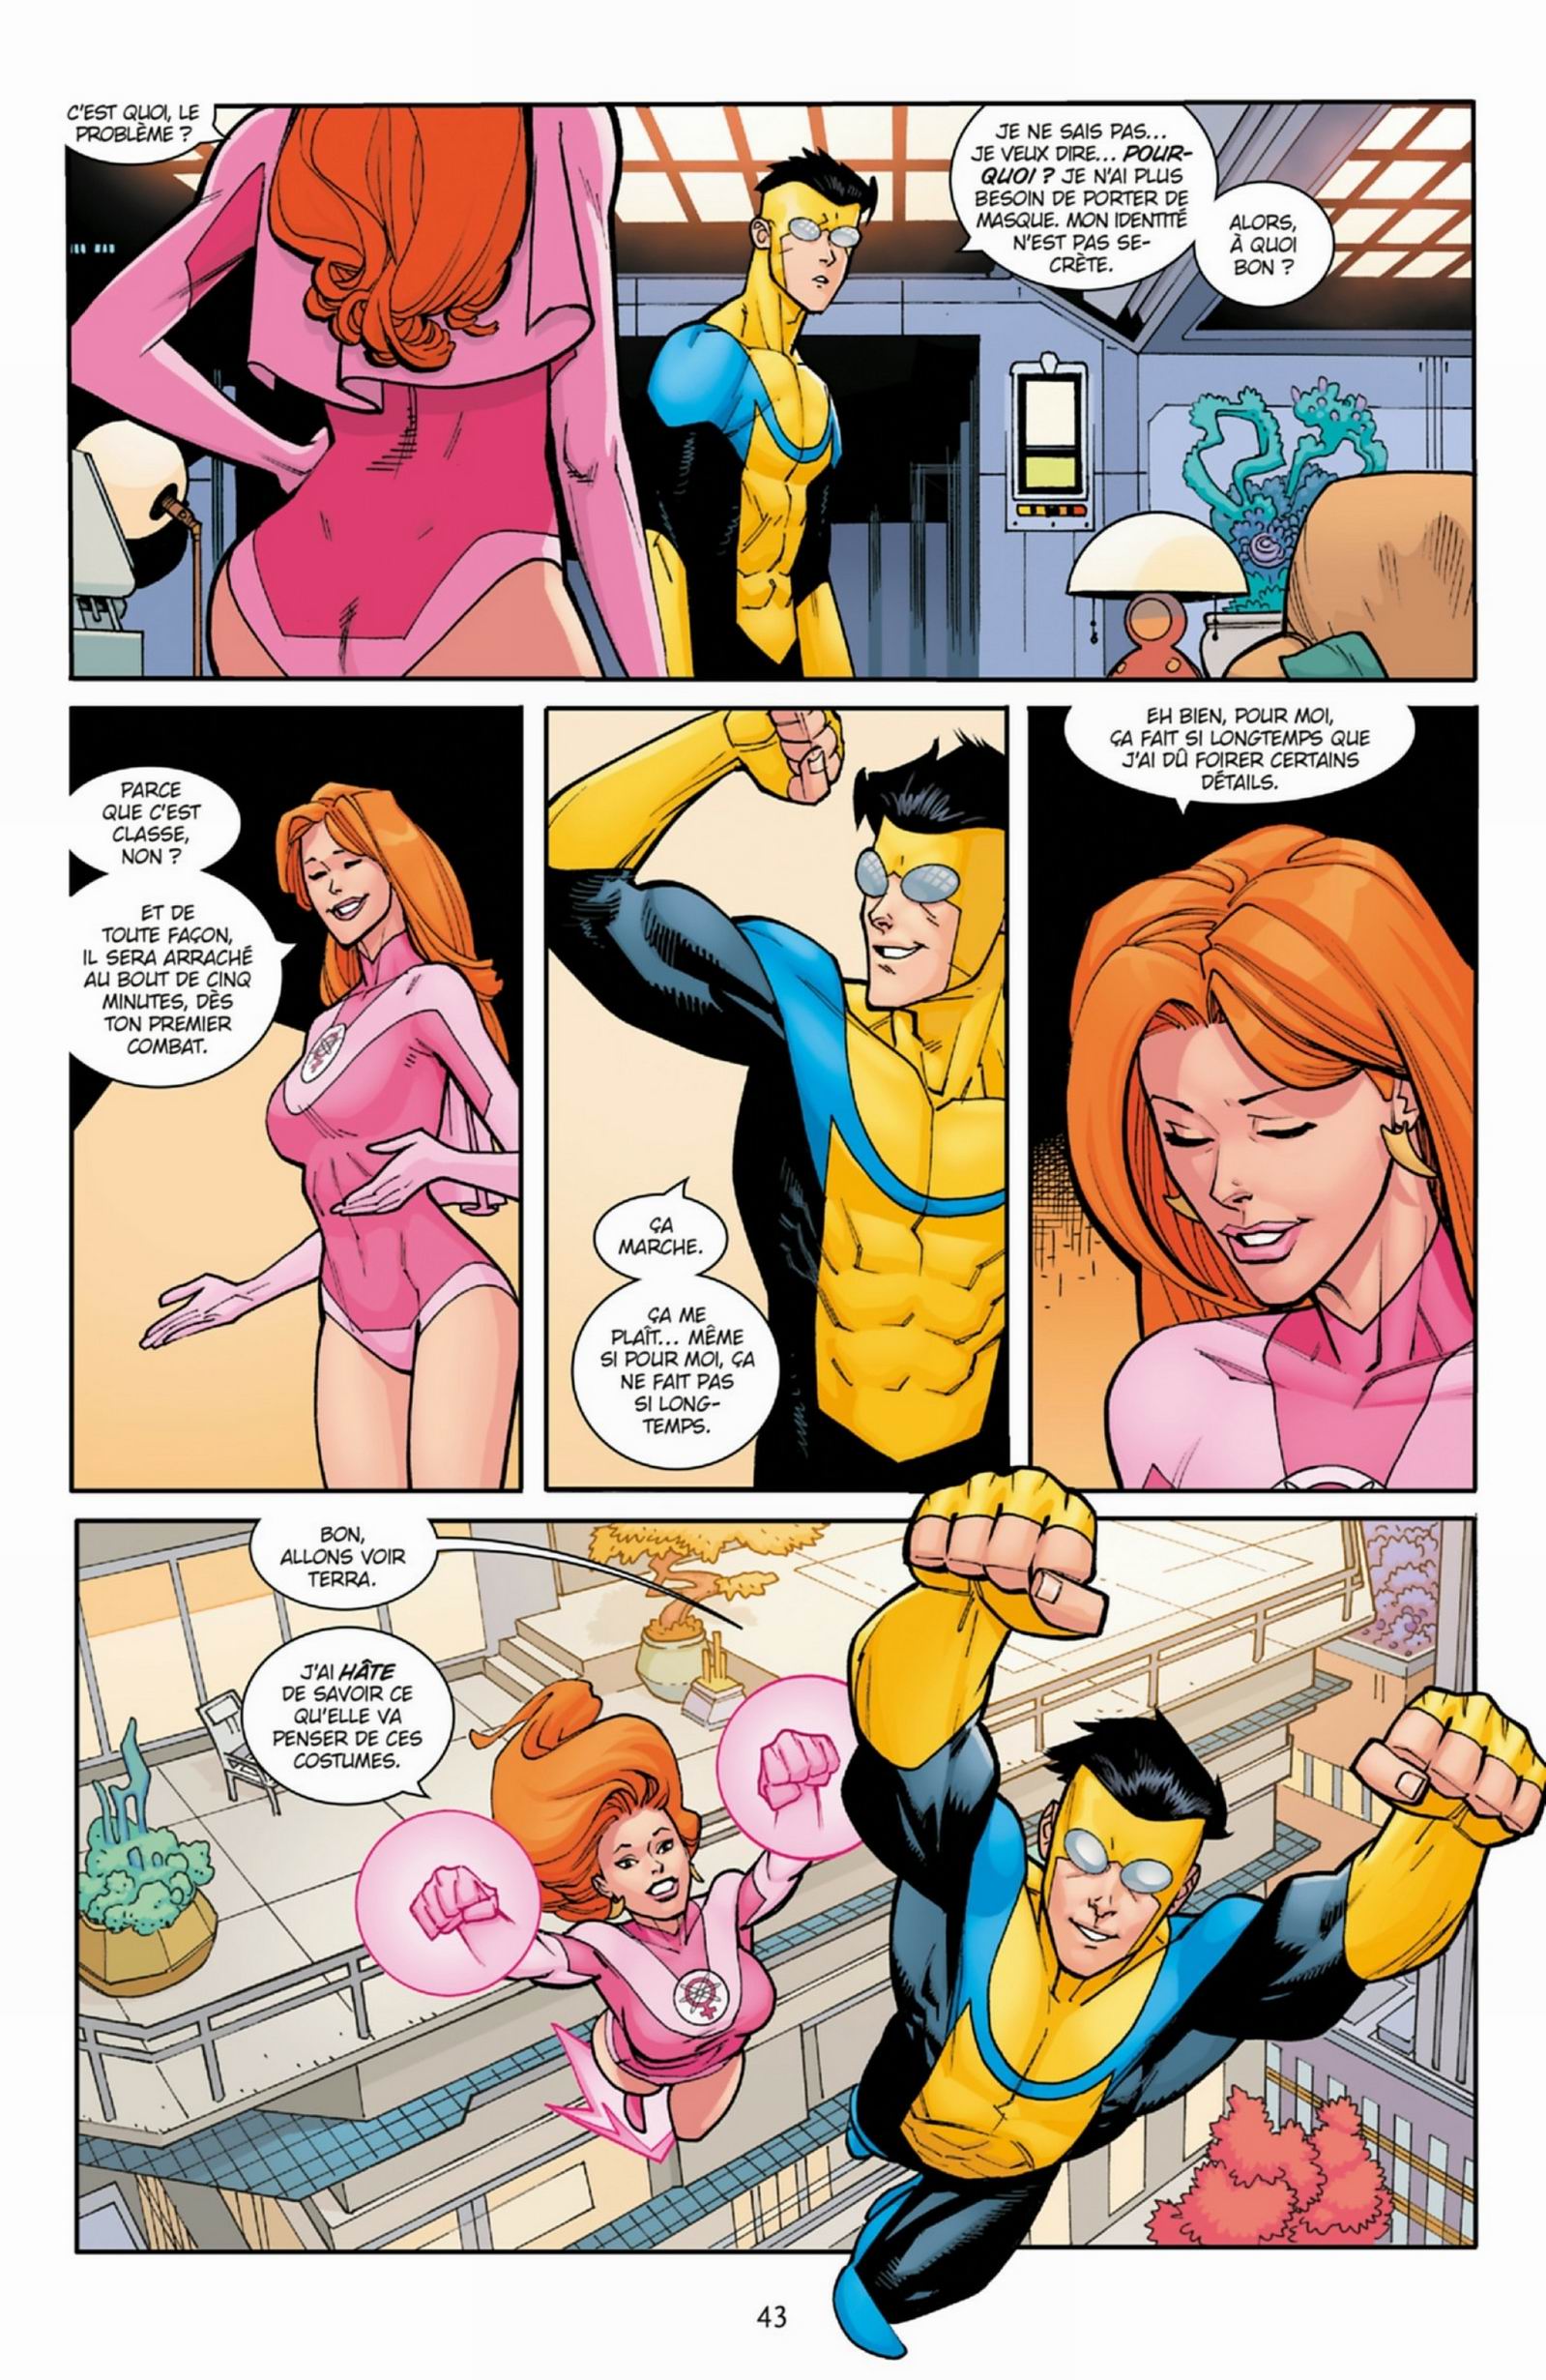 C'EST QUOI, LE
PROBLÈME ?
JE NE SAIS PAS...
JE VEUX DIRE... POUR-
QUOI ? JE N'AI PLUS
BESOIN DE PORTER DE
MASQUE. MON IDENTITÉ
N'EST PAS SE-
CRÈTE.
ALORS,
À QUOI
BON ?
PARCE
QUE C'EST
CLASSE,
NON ?
ET DE
TOUTE FAÇON,
IL SERA ARRACHÉ
AU BOUT DE CINQ
MINUTES, DÈS
TON PREMIER
COMBAT.
ÇA
MARCHE.
ÇA ME
PLAÎT... MÊME
SI POUR MOI, ÇA
NE FAIT PAS
SI LONG-
TEMPS.
EH BIEN, POUR MOI,
ÇA FAIT SI LONGTEMPS QUE
J'AI DÛ FOIRER CERTAINS
DÉTAILS.
BON,
ALLONS VOIR
TERRA.
J'AI HÂTE
DE SAVOIR CE
QU'ELLE VA
PENSER DE CES
COSTUMES.
43